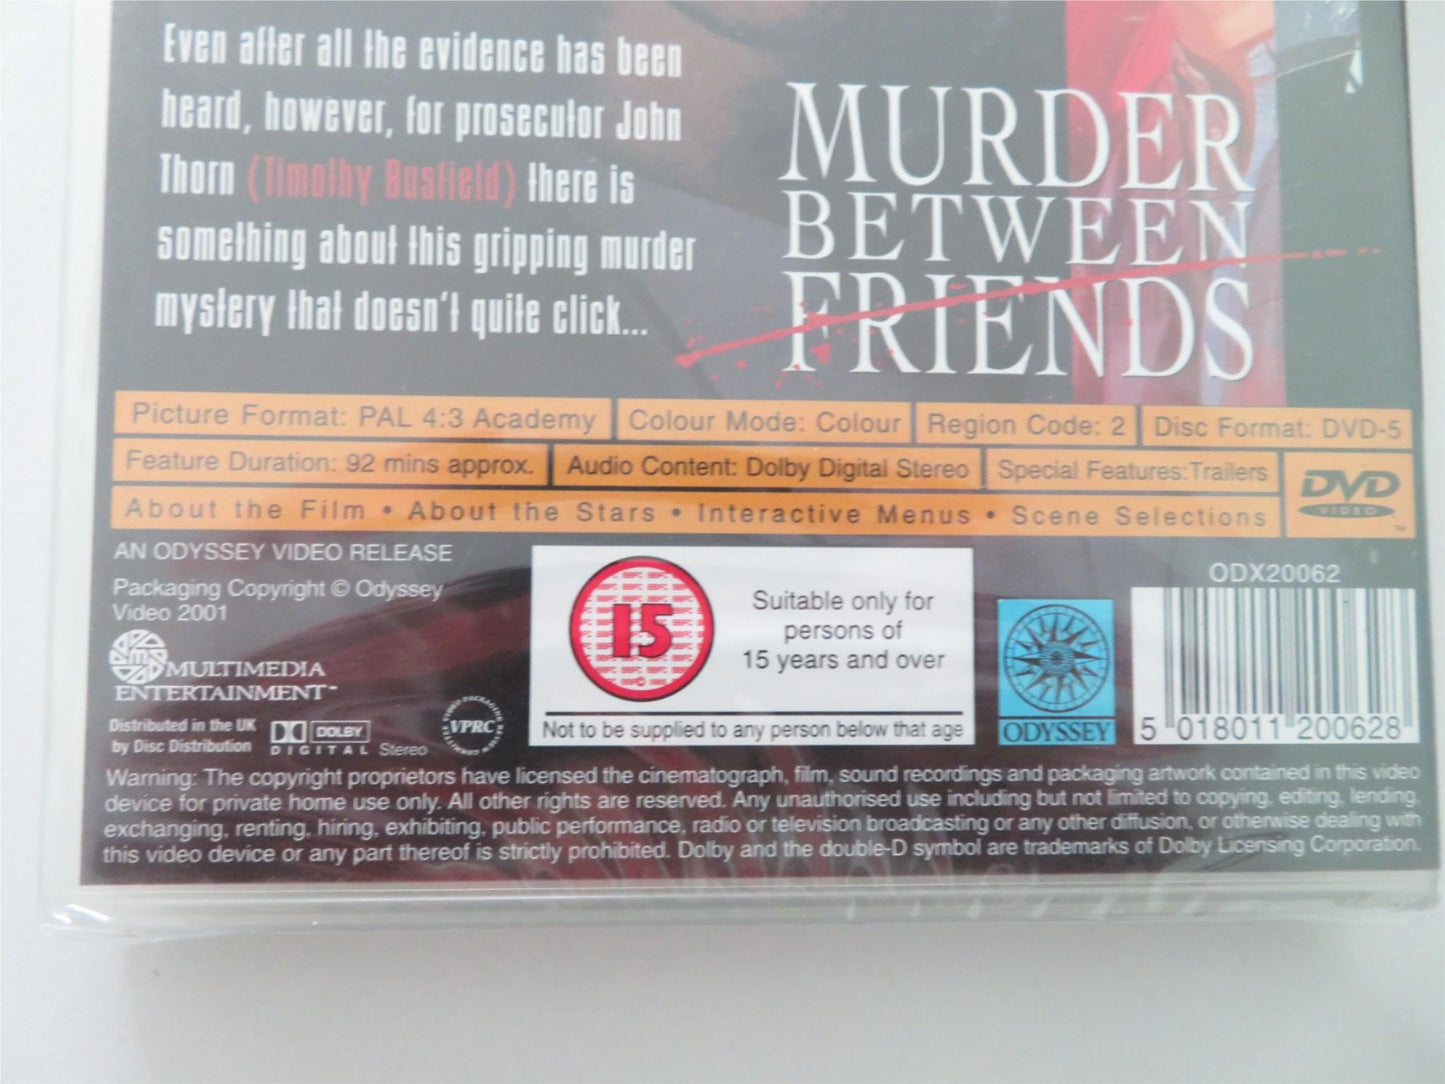 Even after all the evidence has been
heard, however, for prosecutor John
Thorn (Timothy Busfield) there is
something about this gripping murder
mystery that doesn't quite click...
MURDER
BETWEEN
FRIENDS
Picture Format: PAL 4:3 Academy
Colour Mode: Colour
Region Code: 2
Disc Format: DVD-5
Feature Duration: 92 mins approx.
Audio Content: Dolby Digital Stereo
Special Features:Trailers
DVD
VIDEO
TM
About the Film • About the Stars • Interactive Menus • Scene Selections
AN ODYSSEY VIDEO RELEASE
Packaging Copyright © Odyssey
Video 2001
MULTIMEDIA
ENTERTAINMENT™
Distributed in the UK
by Disc Distribution
DOLBY
DIGITAL Stereo
VPRC
15
Suitable only for
persons of
15 years and over
Not to be supplied to any person below that age
ODYSSEY
ODX20062
5 018011 200628
Warning: The copyright proprietors have licensed the cinematograph, film, sound recordings and packaging artwork contained in this video
device for private home use only. All other rights are reserved. Any unauthorised use including but not limited to copying, editing, lending,
exchanging, renting, hiring, exhibiting, public performance, radio or television broadcasting or any other diffusion, or otherwise dealing with
this video device or any part thereof is strictly prohibited. Dolby and the double-D symbol are trademarks of Dolby Licensing Corporation.